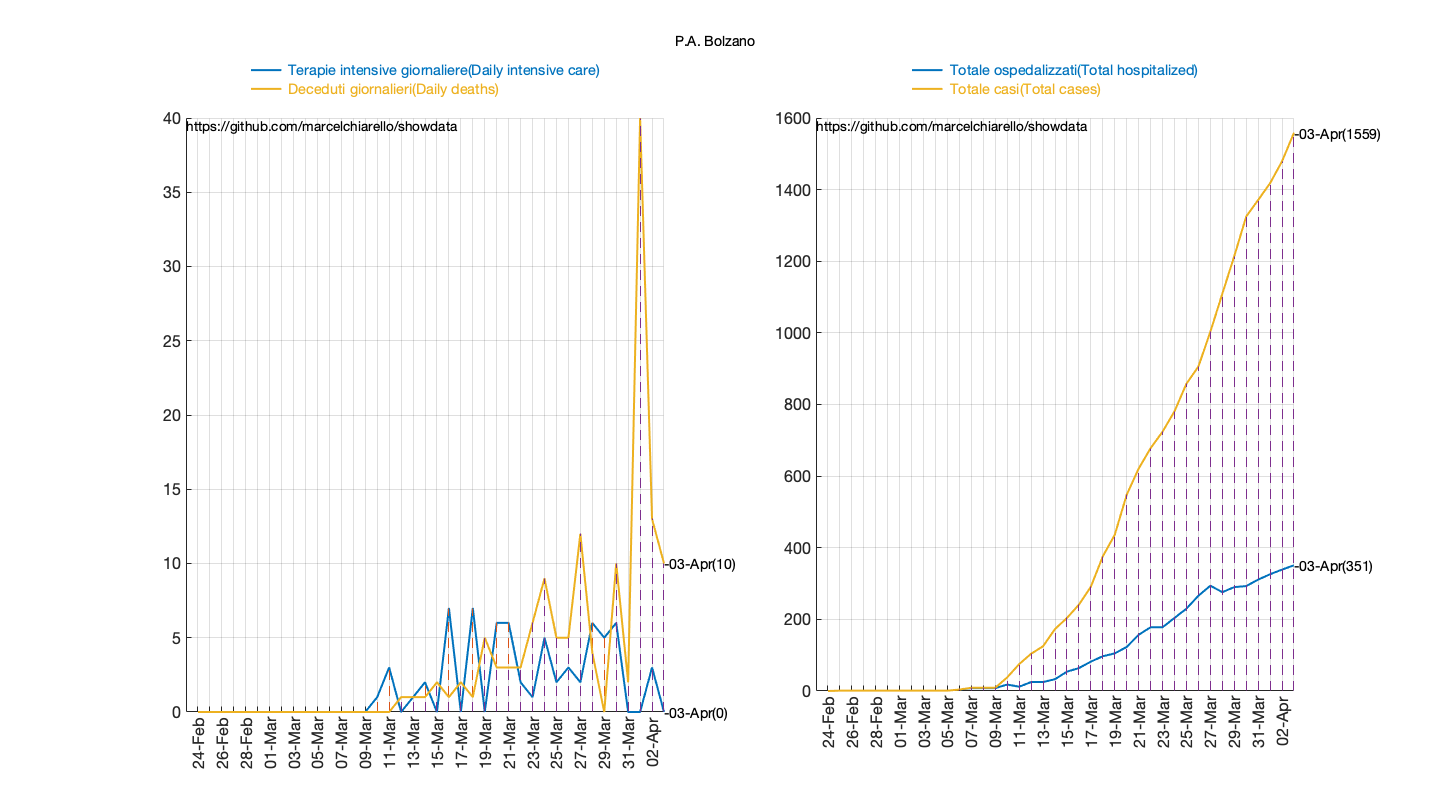 P.A. Bolzano
Terapie intensive giornaliere(Daily intensive care)
Deceduti giornalieri(Daily deaths)
https://github.com/marcelchiarello/showdata
40
35
30
25
20
15
10
5
0
-03-Apr(10)
-03-Apr(0)
24-Feb
26-Feb
28-Feb
01-Mar
03-Mar
05-Mar
07-Mar
09-Mar
11-Mar
13-Mar
15-Mar
17-Mar
19-Mar
21-Mar
23-Mar
25-Mar
27-Mar
29-Mar
31-Mar
02-Apr
Totale ospedalizzati(Total hospitalized)
Totale casi(Total cases)
https://github.com/marcelchiarello/showdata
1600
1400
1200
1000
800
600
400
200
0
-03-Apr(1559)
-03-Apr(351)
24-Feb
26-Feb
28-Feb
01-Mar
03-Mar
05-Mar
07-Mar
09-Mar
11-Mar
13-Mar
15-Mar
17-Mar
19-Mar
21-Mar
23-Mar
25-Mar
27-Mar
29-Mar
31-Mar
02-Apr